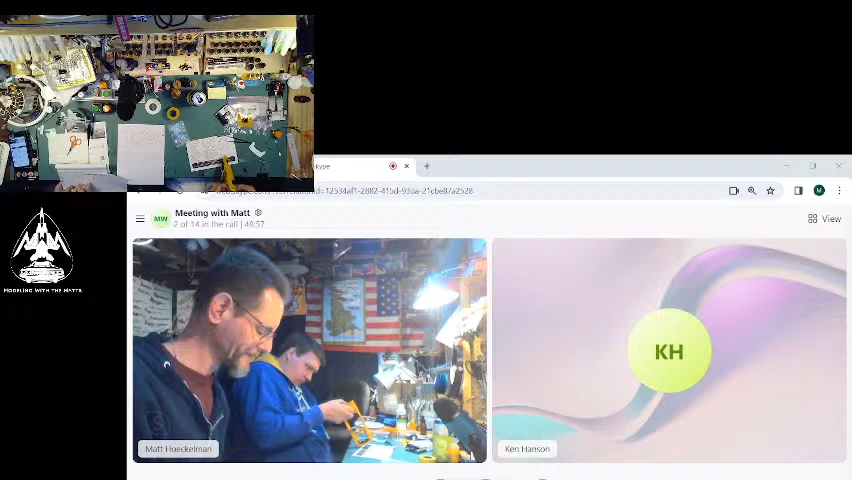 MODELING WITH THE MATTS
MW
Meeting with Matt
2 of 14 in the call | 48:57
View
Matt Hoeckelman
KH
Ken Hanson